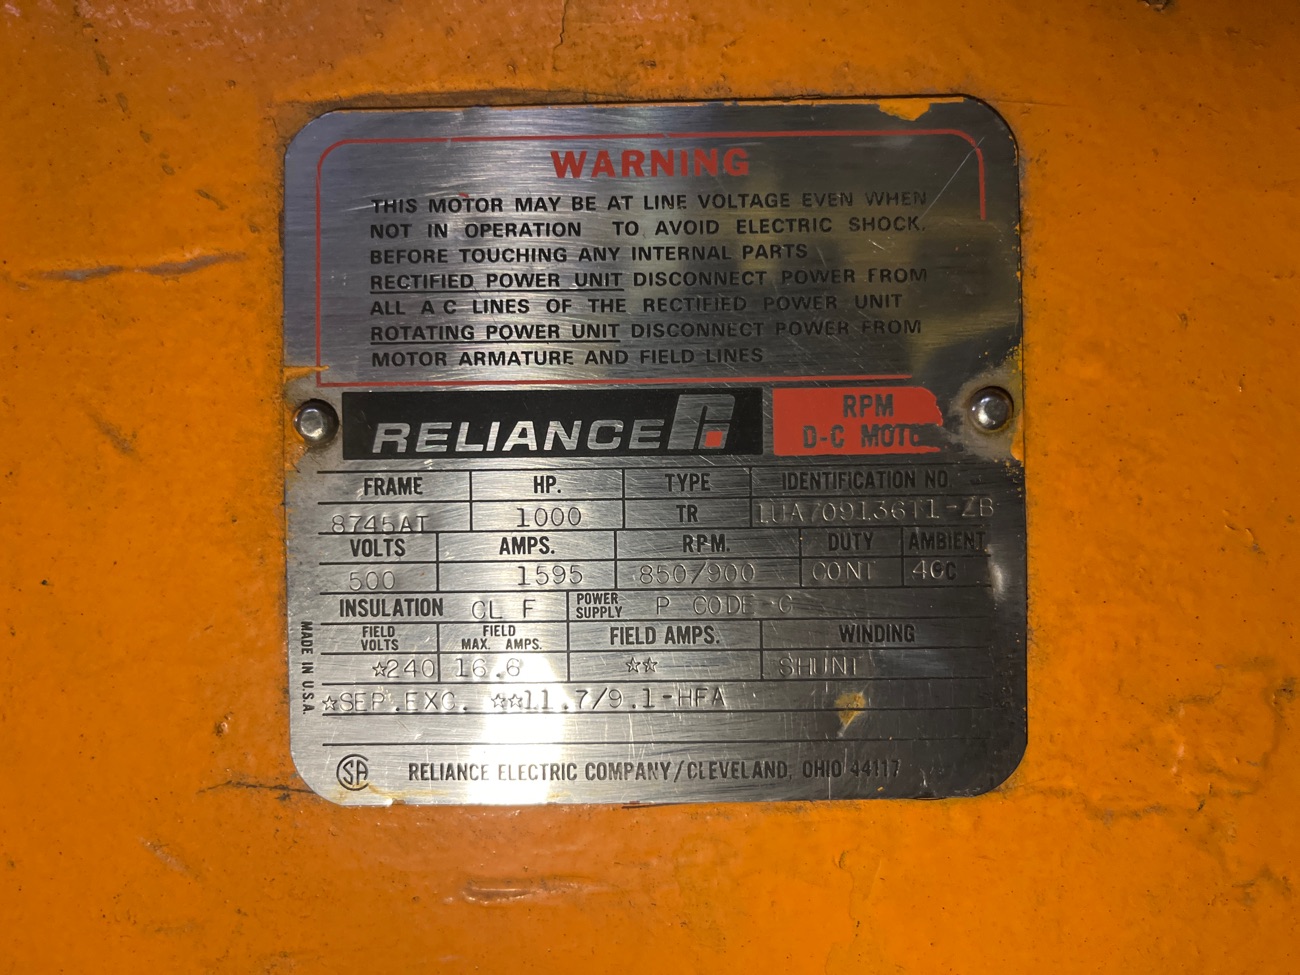 WARNING
THIS MOTOR MAY BE AT LINE VOLTAGE EVEN WHEN
NOT IN OPERATION TO AVOID ELECTRIC SHOCK,
BEFORE TOUCHING ANY INTERNAL PARTS
RECTIFIED POWER UNIT DISCONNECT POWER FROM
ALL A C LINES OF THE RECTIFIED POWER UNIT
ROTATING POWER UNIT DISCONNECT POWER FROM
MOTOR ARMATURE AND FIELD LINES
RELIANCE R
RPM
D-C MOTO
FRAME HP. TYPE IDENTIFICATION NO.
8745AT 1000 TR 1UA709136T1-ZB
VOLTS AMPS. RPM. DUTY AMBIENT
500 1595 850/900 CONT 40C
INSULATION CL F POWER SUPPLY P CODE-C
FIELD VOLTS FIELD MAX. AMPS. FIELD AMPS. WINDING
☆240 16.6 ☆☆ SHUNT
☆SEP.EXC. ☆☆11.7/9.1-HFA
MADE IN U.S.A.
SA RELIANCE ELECTRIC COMPANY/CLEVELAND, OHIO 44117